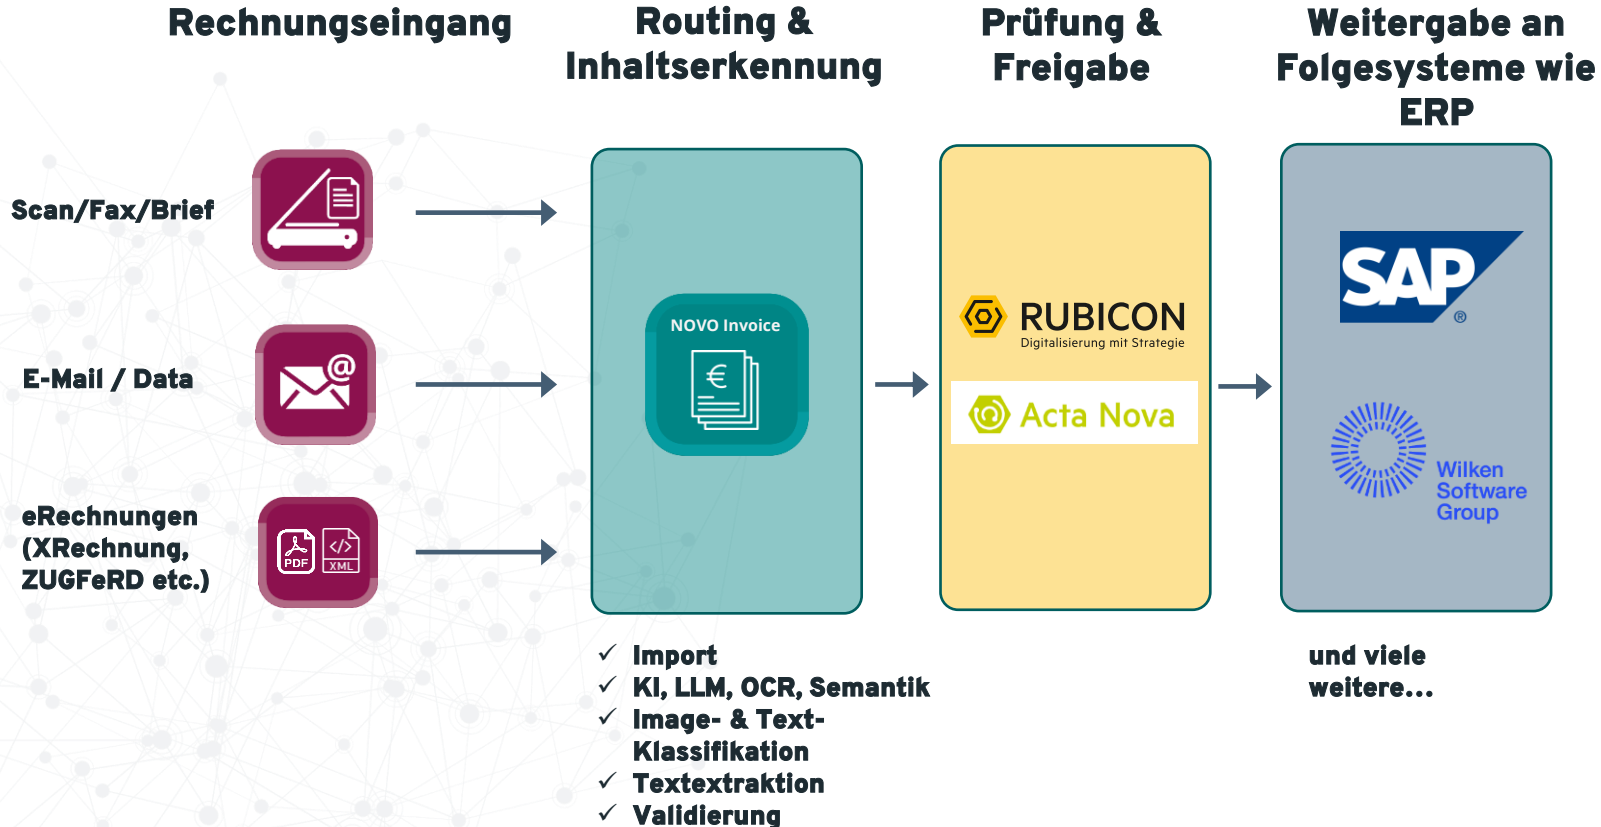 Rechnungseingang
Routing &
Inhaltserkennung
Prüfung &
Freigabe
Weitergabe an
Folgesysteme wie
ERP
Scan/Fax/Brief
E-Mail / Data
@
eRechnungen
(XRechnung,
ZUGFeRD etc.)
PDF
</>
XML
NOVO Invoice
€
RUBICON
Digitalisierung mit Strategie
Acta Nova
SAP
®
Wilken
Software
Group
✓ Import
✓ KI, LLM, OCR, Semantik
✓ Image- & Text-
Klassifikation
✓ Textextraktion
✓ Validierung
und viele
weitere...